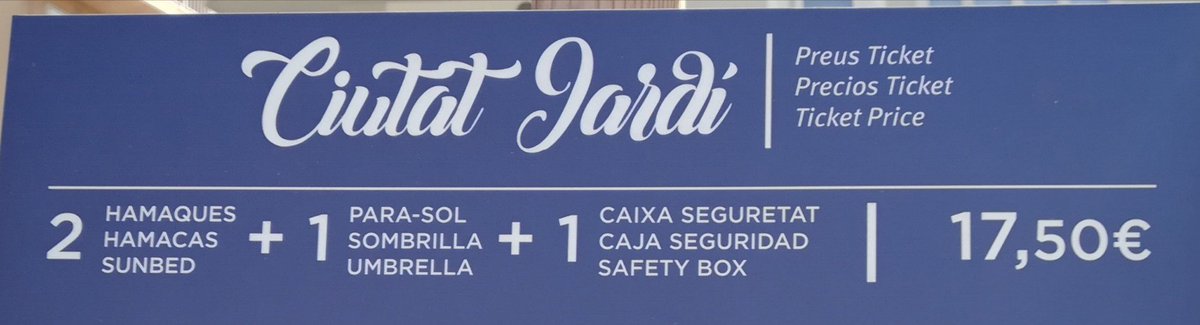 Ciutat Jardí
Preus Ticket
Precios Ticket
Ticket Price
2 HAMAQUES
HAMACAS
SUNBED
+
1 PARA-SOL
SOMBRILLA
UMBRELLA
+
1 CAIXA SEGURETAT
CAJA SEGURIDAD
SAFETY BOX
17,50€